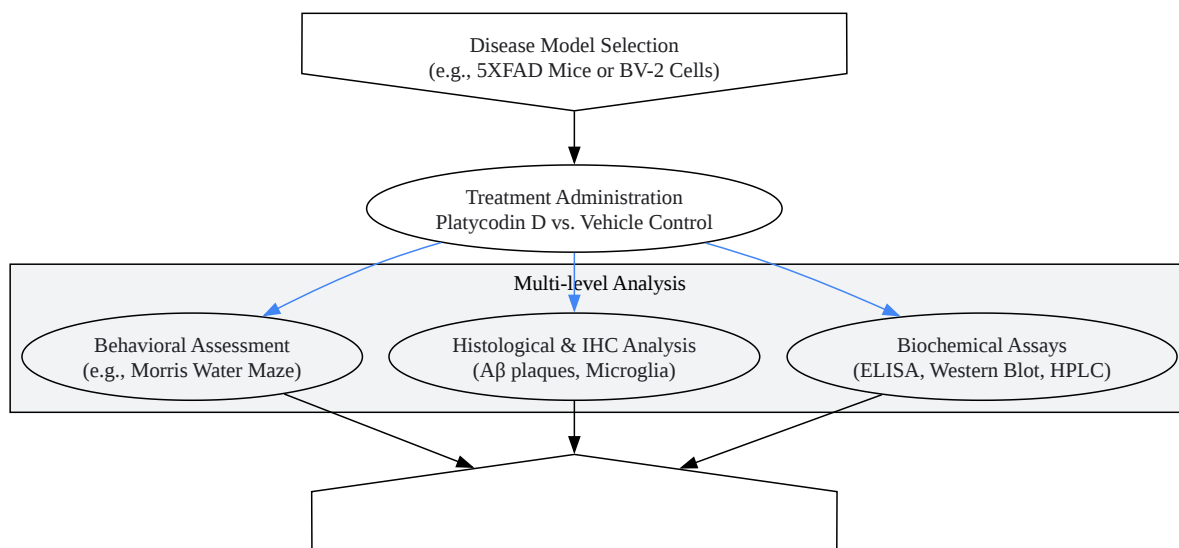 Disease Model Selection
(e.g., 5XFAD Mice or BV-2 Cells)
Treatment Administration
Platycodin D vs. Vehicle Control
Multi-level Analysis
Behavioral Assessment
(e.g., Morris Water Maze)
Histological & IHC Analysis
(Aβ plaques, Microglia)
Biochemical Assays
(ELISA, Western Blot, HPLC)